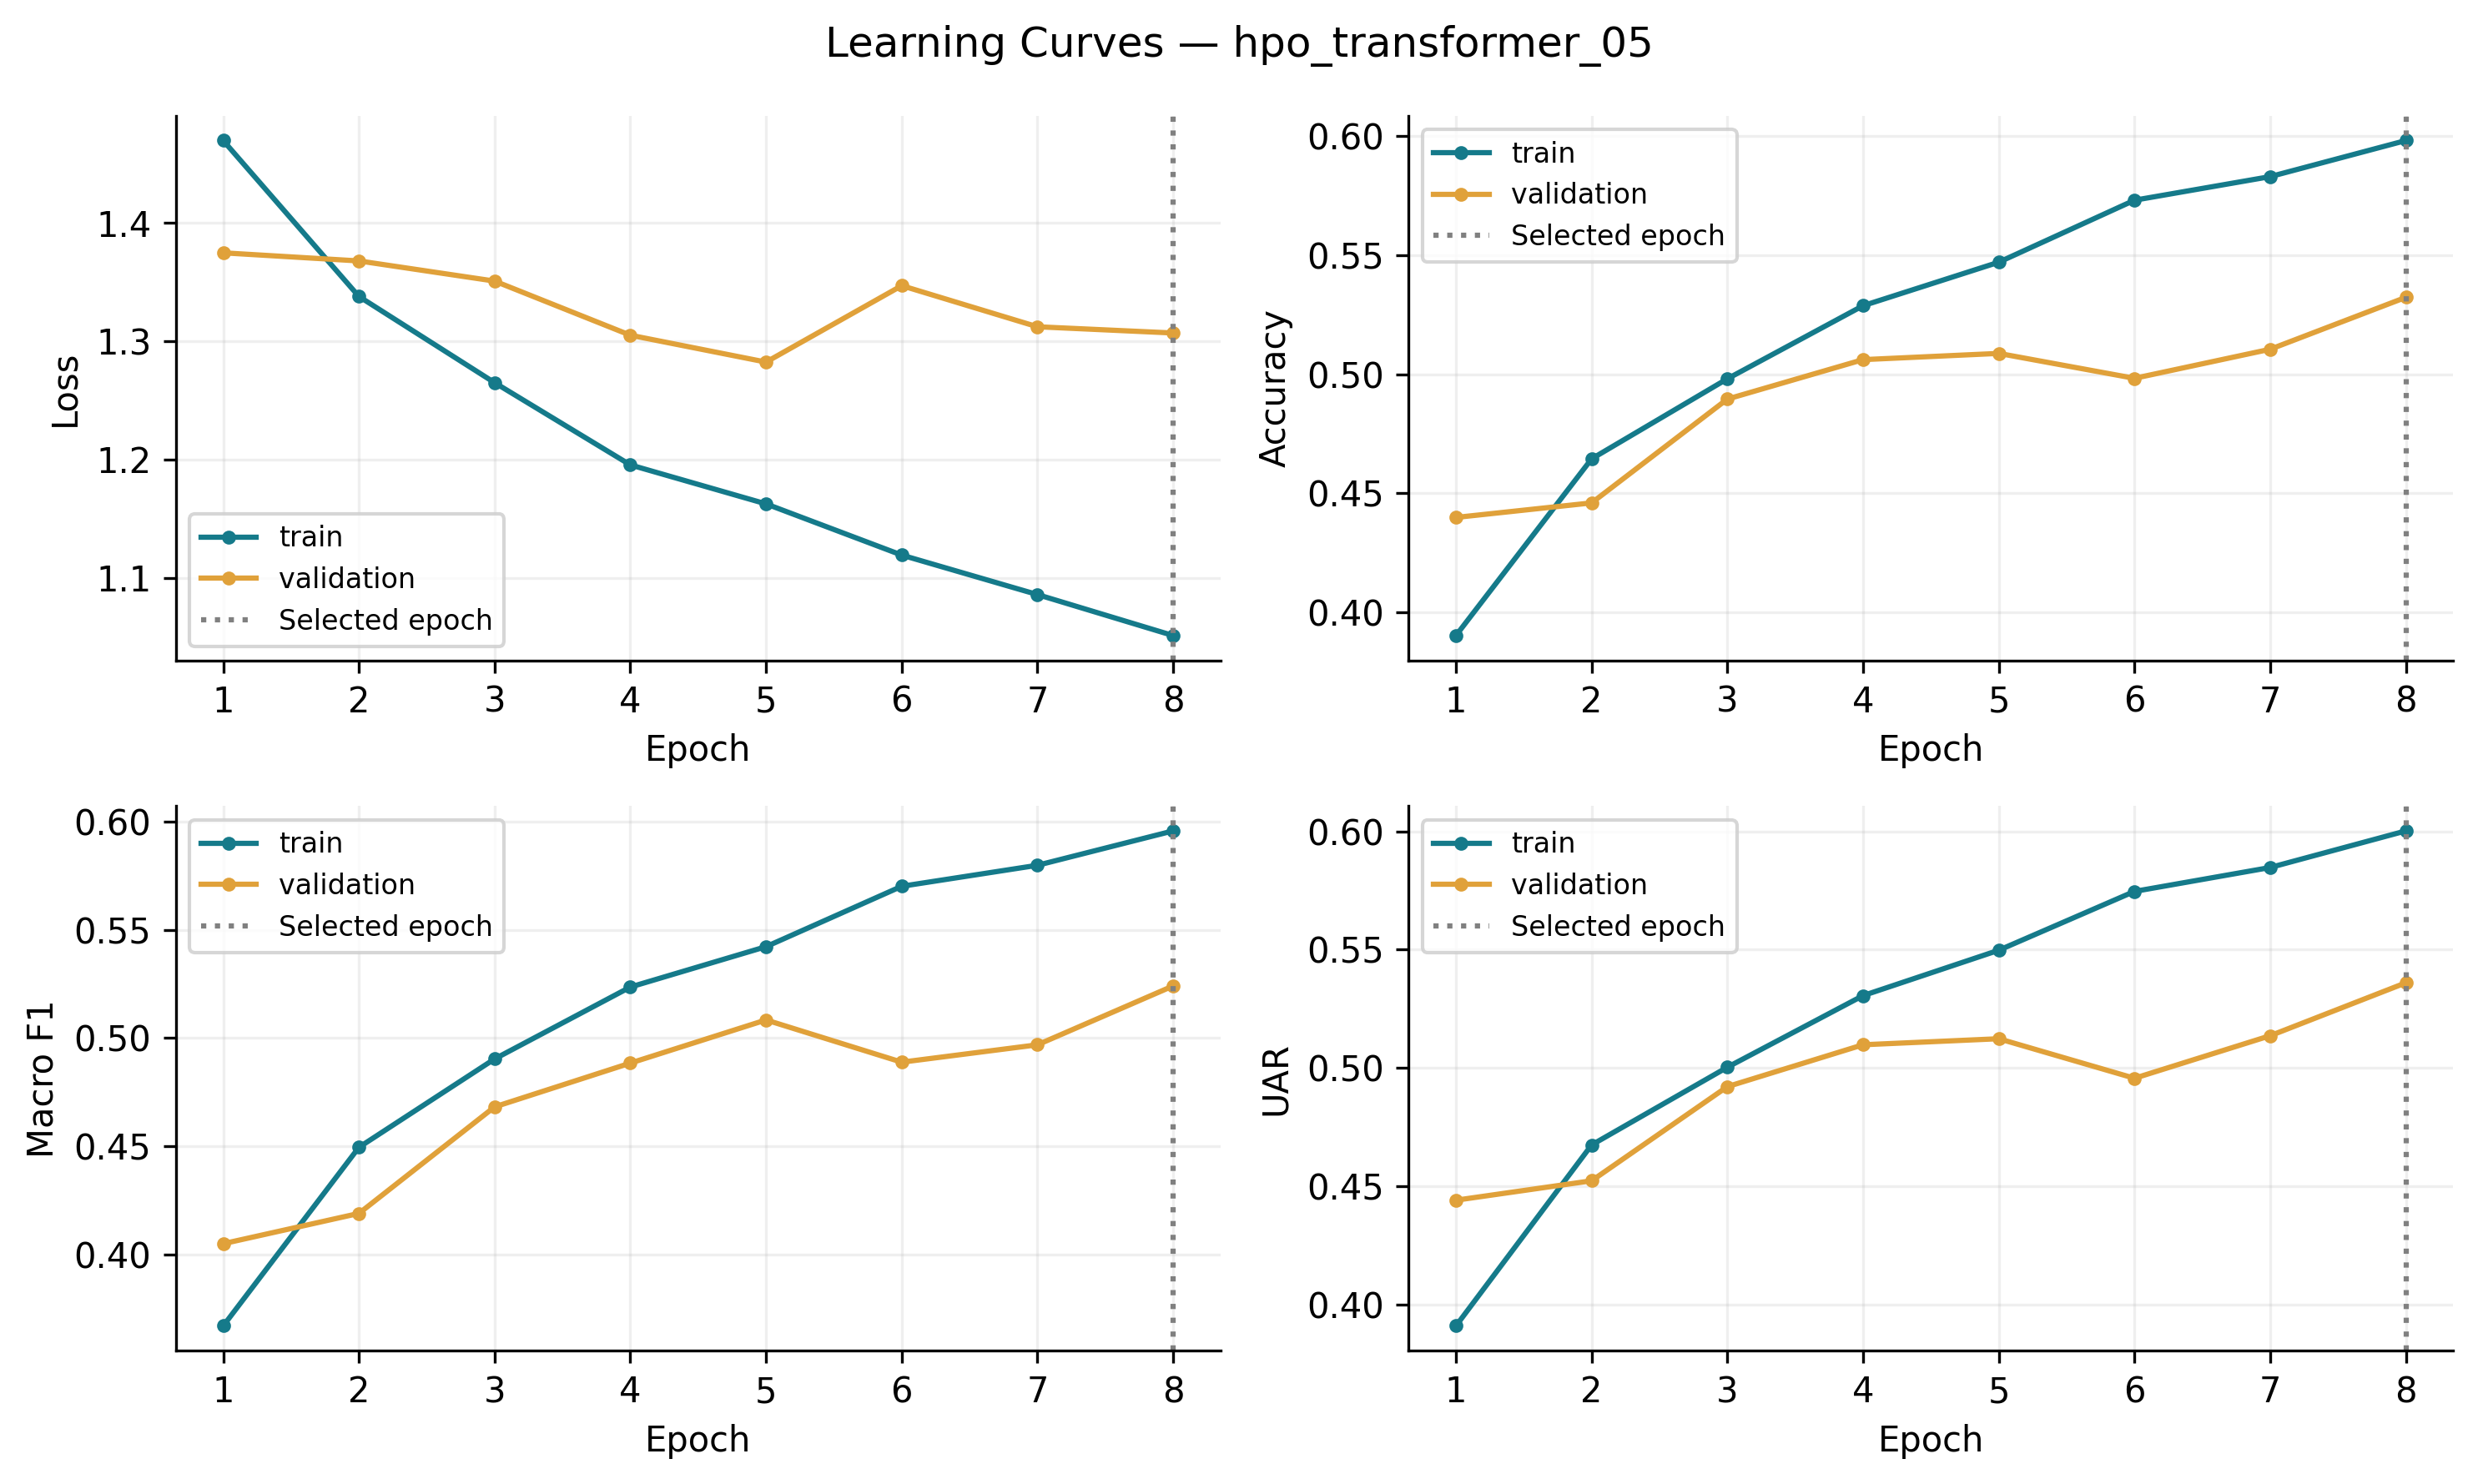 Learning Curves — hpo_transformer_05
Loss
1.4
1.3
1.2
1.1
train
validation
Selected epoch
1 2 3 4 5 6 7 8
Epoch
Accuracy
0.60
0.55
0.50
0.45
0.40
train
validation
Selected epoch
1 2 3 4 5 6 7 8
Epoch
Macro F1
0.60
0.55
0.50
0.45
0.40
train
validation
Selected epoch
1 2 3 4 5 6 7 8
Epoch
UAR
0.60
0.55
0.50
0.45
0.40
train
validation
Selected epoch
1 2 3 4 5 6 7 8
Epoch